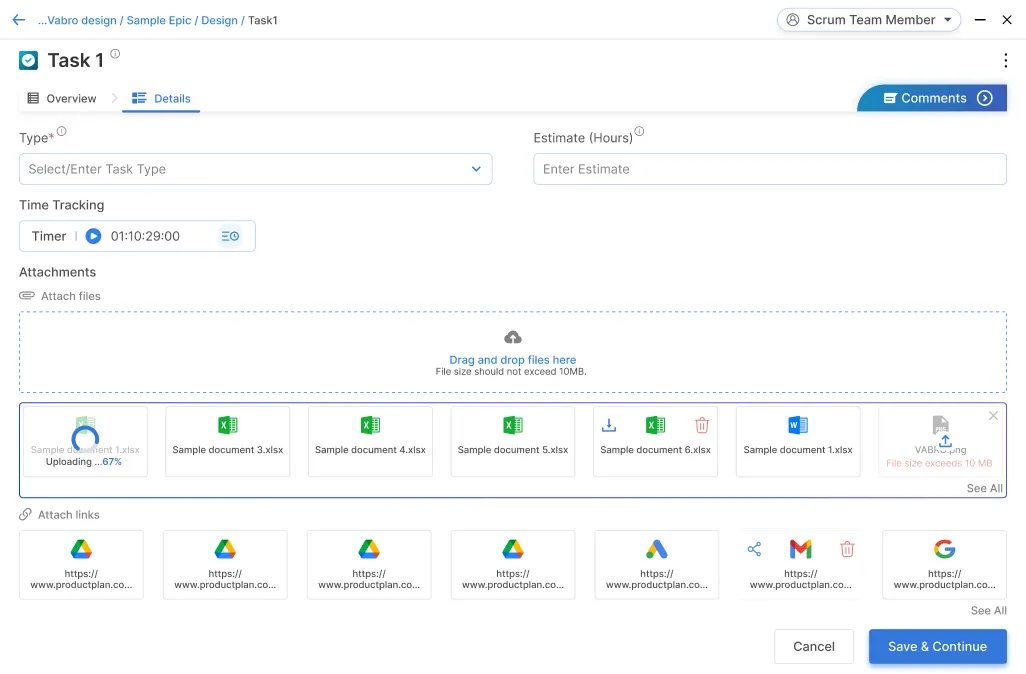 ...Vabro design / Sample Epic / Design / Task1
Scrum Team Member
Task 1
Overview
Details
Comments
Type*
Estimate (Hours)
Select/Enter Task Type
Enter Estimate
Time Tracking
Timer
01:10:29:00
Attachments
Attach files
Drag and drop files here
File size should not exceed 10MB.
Sample document 1.xlsx
Uploading ...67%
Sample document 3.xlsx
Sample document 4.xlsx
Sample document 5.xlsx
Sample document 6.xlsx
Sample document 1.xlsx
VABRO.png
File size exceeds 10 MB
See All
Attach links
https://
www.productplan.co...
https://
www.productplan.co...
https://
www.productplan.co...
https://
www.productplan.co...
https://
www.productplan.co...
https://
www.productplan.co...
https://
www.productplan.co...
See All
Cancel
Save & Continue